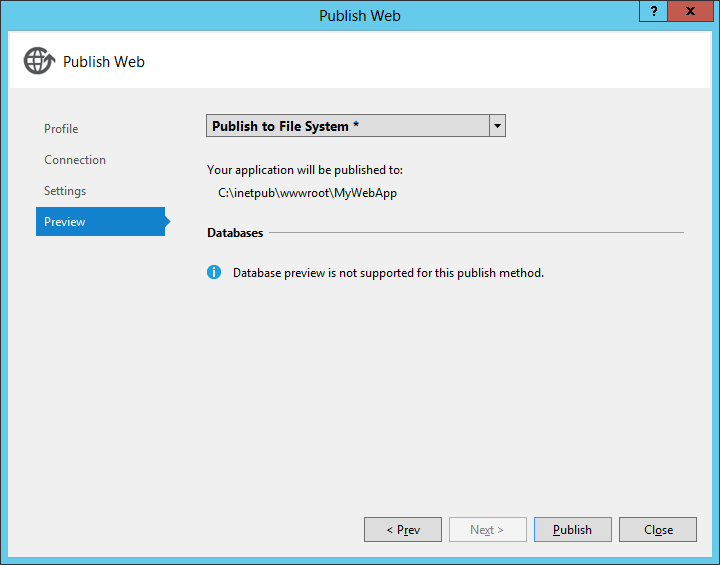 Publish Web
?
x
Publish Web
Profile
Connection
Settings
Preview
Publish to File System *
Your application will be published to:
C:\inetpub\wwwroot\MyWebApp
Databases
i
Database preview is not supported for this publish method.
< Prev
Next >
Publish
Close